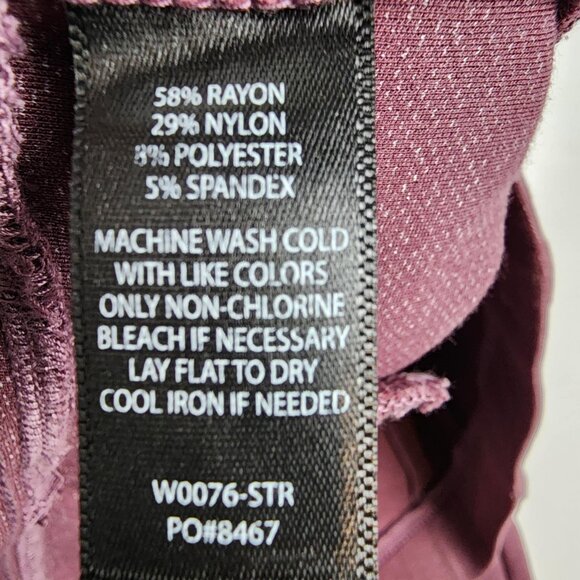 58% RAYON
29% NYLON
8% POLYESTER
5% SPANDEX
MACHINE WASH COLD
WITH LIKE COLORS
ONLY NON-CHLORINE
BLEACH IF NECESSARY
LAY FLAT TO DRY
COOL IRON IF NEEDED
W0076-STR
PO#8467